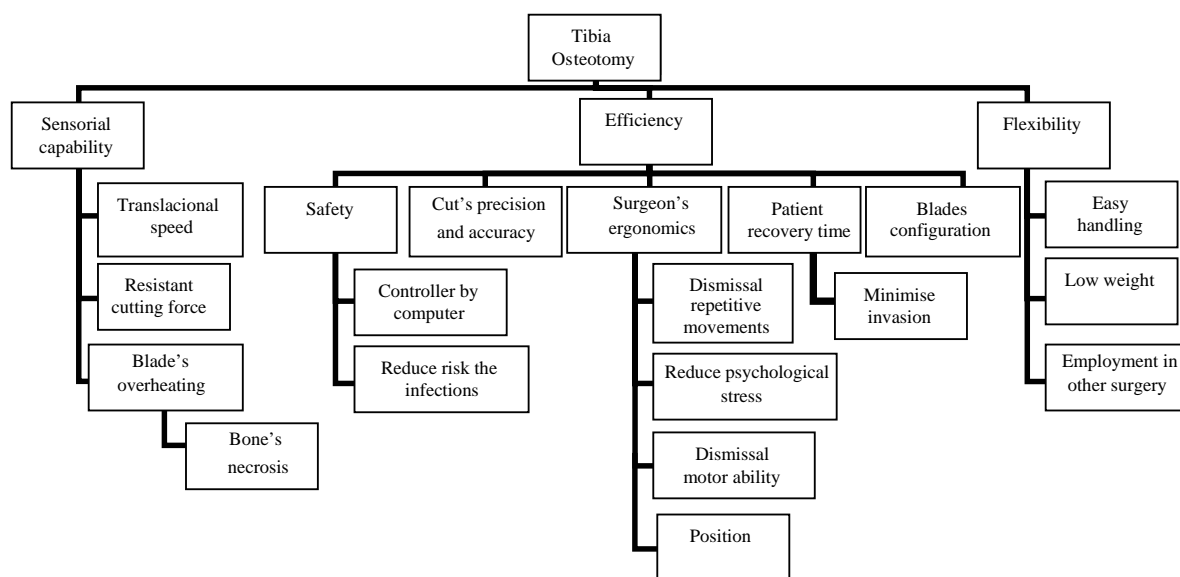 Tibia
Osteotomy
Sensorial
capability
Efficiency
Flexibility
Translacional
speed
Resistant
cutting force
Blade's
overheating
Bone's
necrosis
Safety
Controller by
computer
Reduce risk the
infections
Cut's precision
and accuracy
Surgeon's
ergonomics
Dismissal
repetitive
movements
Reduce psychological
stress
Dismissal
motor ability
Position
Patient
recovery time
Minimise
invasion
Blades
configuration
Easy
handling
Low weight
Employment in
other surgery